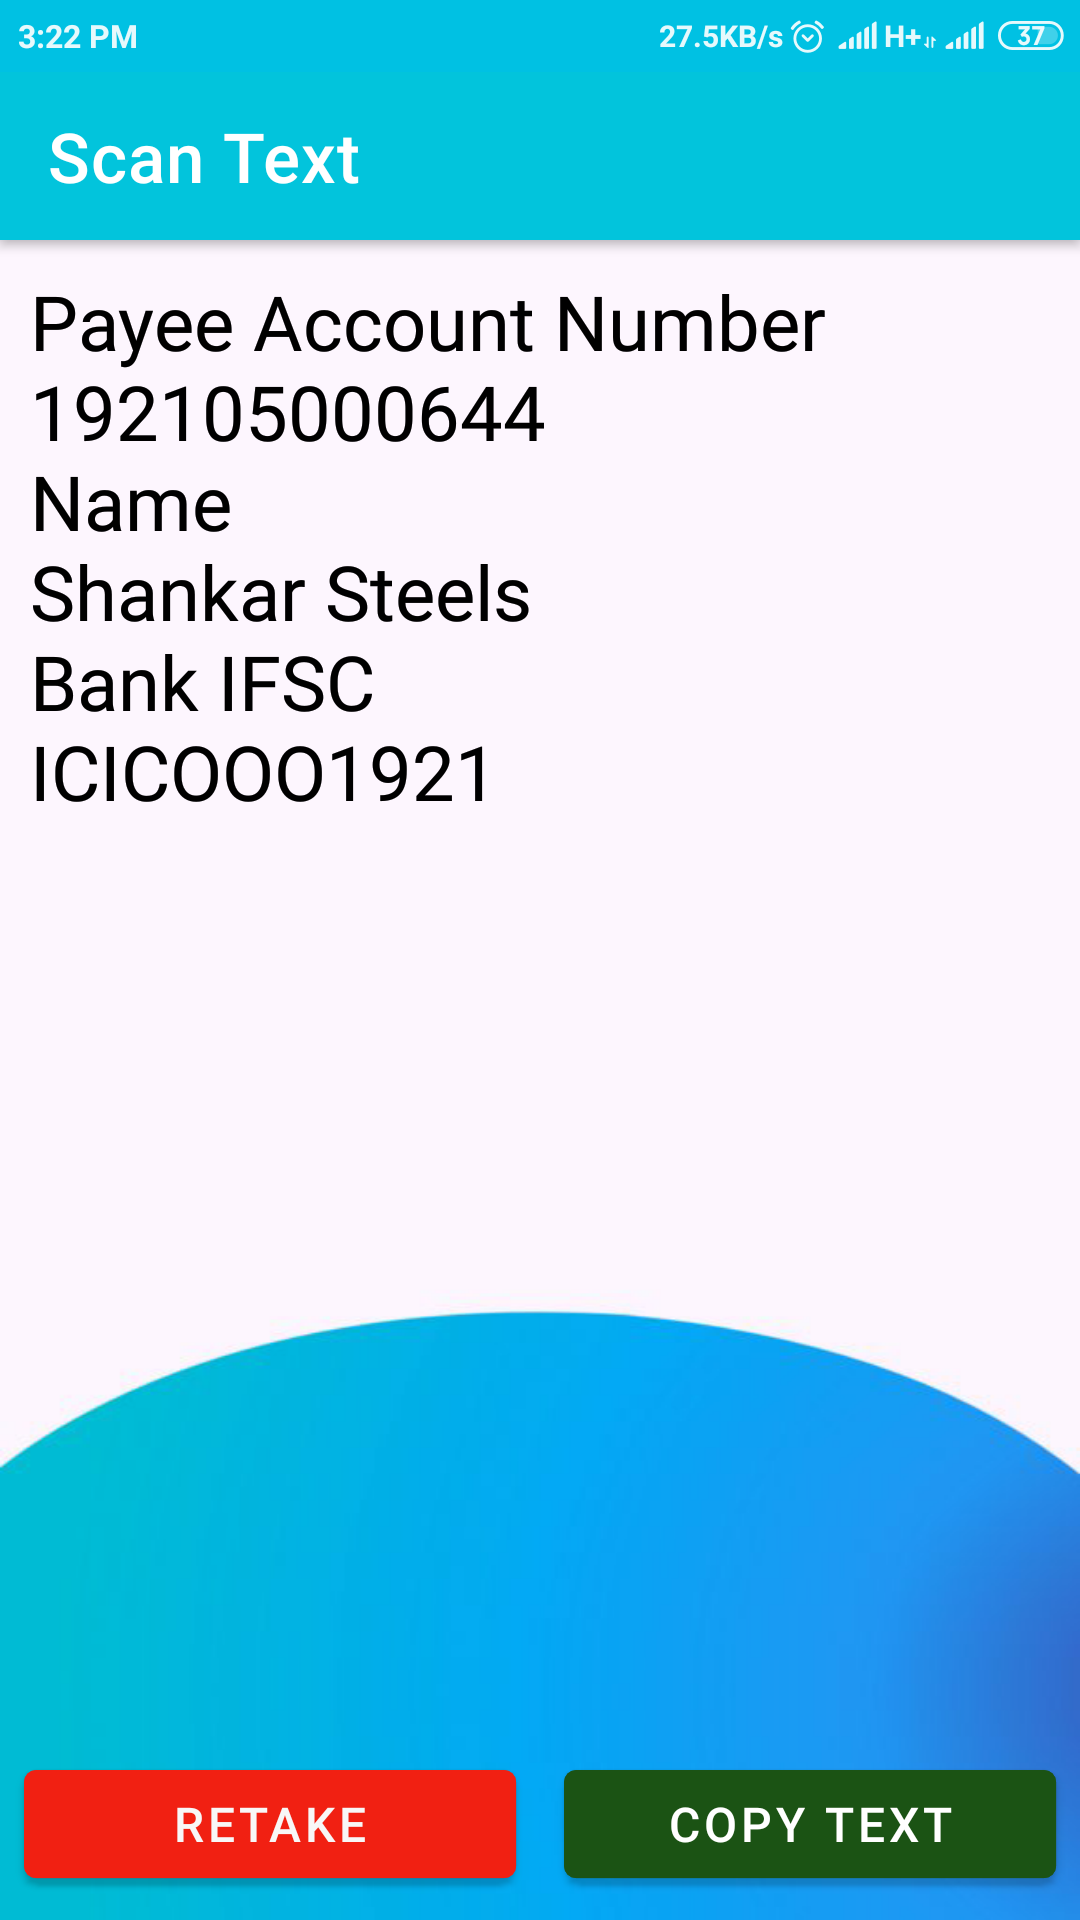 3:22 PM
27.5KB/s H+ 37
Scan Text
Payee Account Number
192105000644
Name
Shankar Steels
Bank IFSC
ICICOOO1921
RETAKE
COPY TEXT